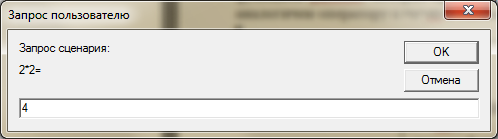 Запрос пользователю
Запрос сценария:
2*2=
OK
Отмена
4